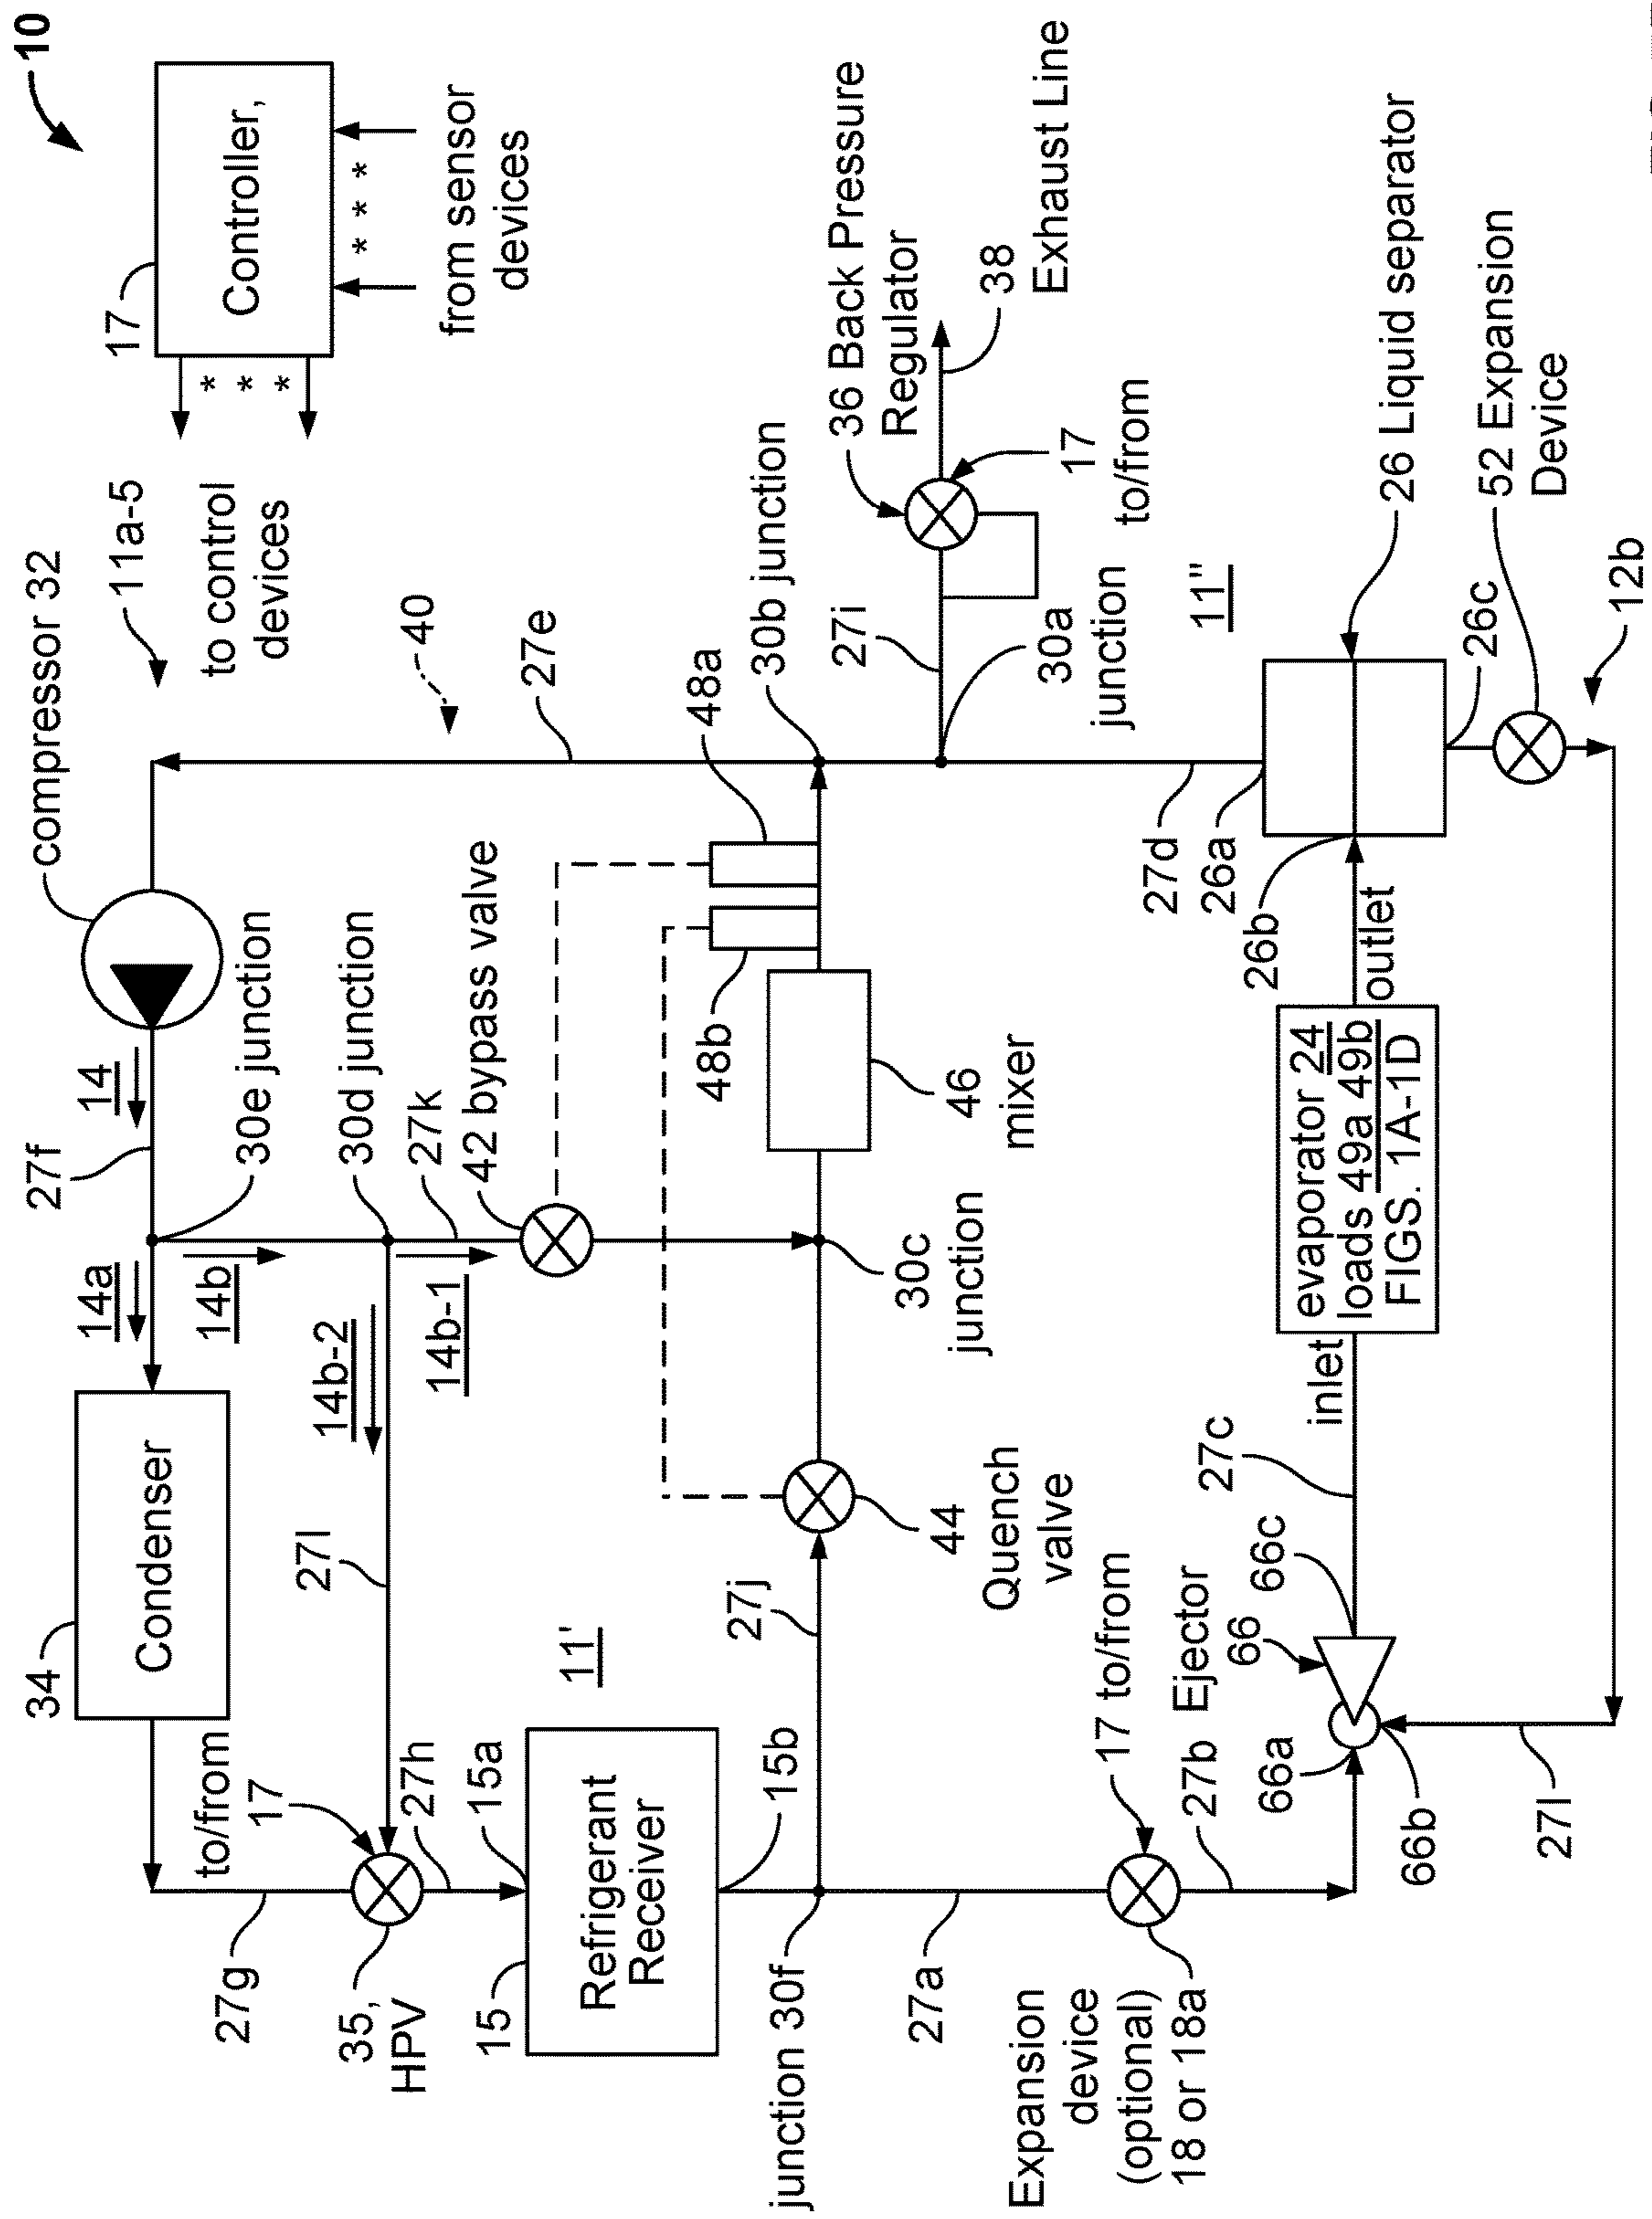 34
Condenser
to/from
17
27g
35,
HPV
27h
15a
15
Refrigerant
Receiver
15b
11'
27l
14a
14
27f
14b
14b-2
14b-1
30e junction
30d junction
27k
42 bypass valve
compressor 32
11a-5
to control
devices
40
27e
48a
48b
30b junction
10
17
Controller,
* * *
* * *
from sensor
devices
36 Back Pressure
Regulator
38
Exhaust Line
27i
17
to/from
30a
junction
11"
46
mixer
30c
junction
44
Quench
valve
27j
junction 30f
27a
Expansion
device
(optional)
18 or 18a
17 to/from
27b
Ejector
66
66a
66b
66c
27c
27l
inlet
evaporator 24
loads 49a 49b
FIGS. 1A-1D
outlet
27d
26a
26b
26 Liquid separator
26c
52 Expansion
Device
12b